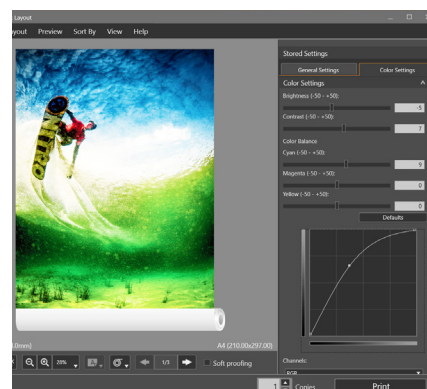 Layout
Preview Sort By View Help
Stored Settings
General Settings Color Settings
Color Settings
Brightness (-50 - +50):
-5
Contrast (-50 - +50):
7
Color Balance
Cyan (-50 - +50):
9
Magenta (-50 - +50):
0
Yellow (-50 - +50):
0
Defaults
A4 (210.00x297.00)
20% 1/3 Soft proofing
Channels:
RGB
1 Copies Print